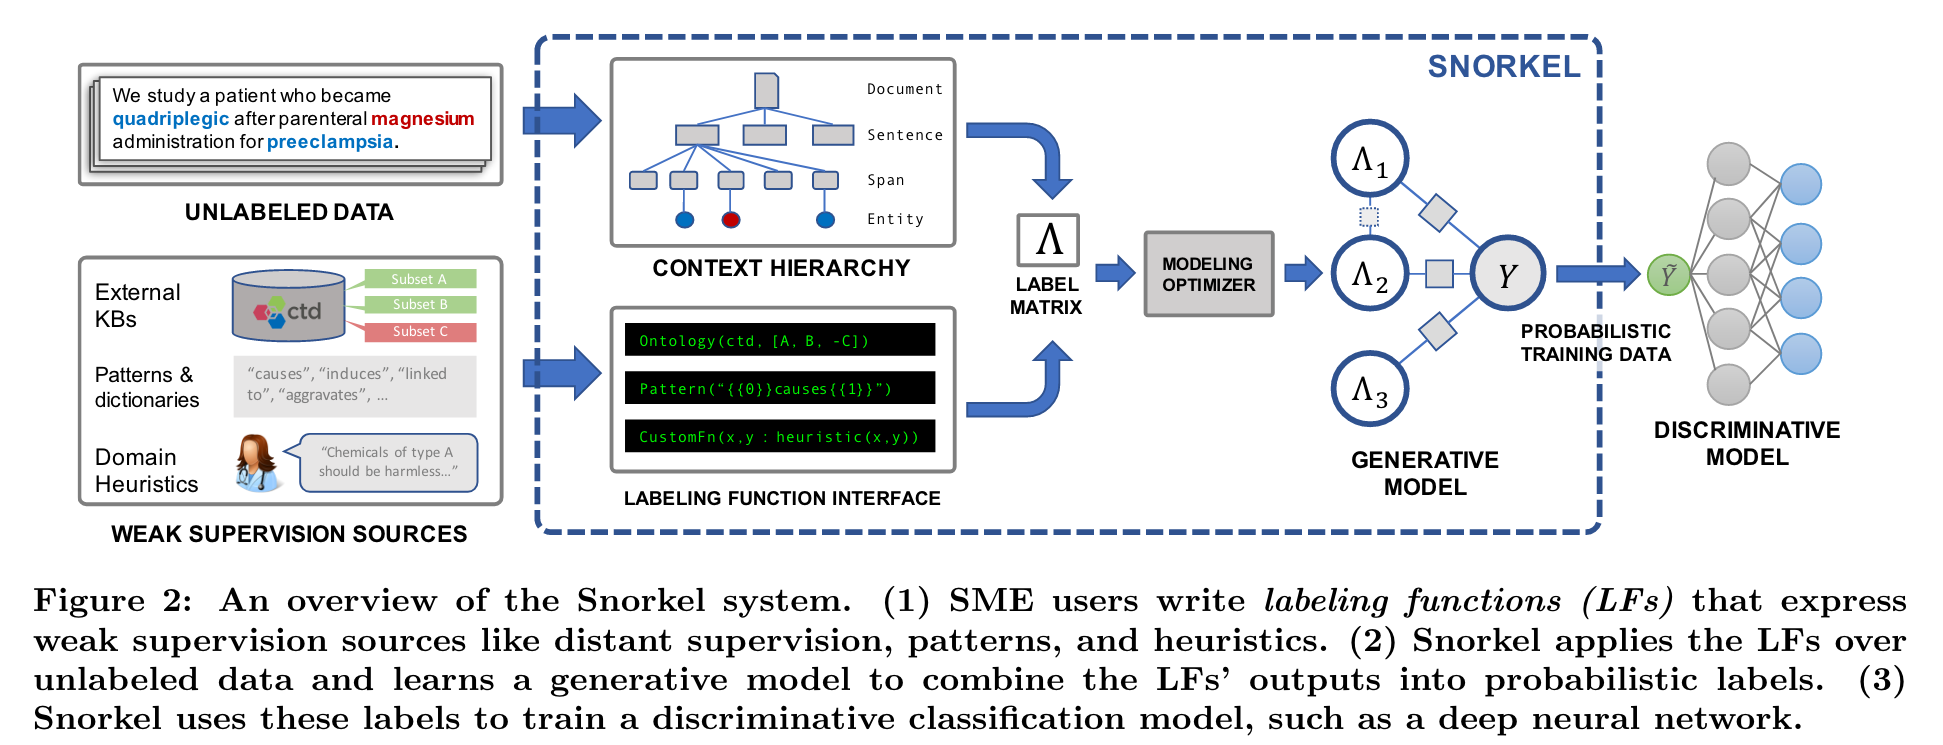 SNORKEL
We study a patient who became
quadriplegic after parenteral magnesium
administration for preeclampsia.
UNLABELED DATA
External
KBs
ctd
Subset A
Subset B
Subset C
Patterns &
dictionaries
“causes”, “induces”, “linked
to”, “aggravates”, …
Domain
Heuristics
“Chemicals of type A
should be harmless…”
WEAK SUPERVISION SOURCES
Document
Sentence
Span
Entity
CONTEXT HIERARCHY
Ontology(ctd, [A, B, -C])
Pattern(“{{0}}causes{{1}}”)
CustomFn(x,y : heuristic(x,y))
LABELING FUNCTION INTERFACE
Λ
LABEL
MATRIX
MODELING
OPTIMIZER
Λ1
Λ2
Λ3
Y
GENERATIVE
MODEL
PROBABILISTIC
TRAINING DATA
Ỹ
DISCRIMINATIVE
MODEL
Figure 2: An overview of the Snorkel system. (1) SME users write labeling functions (LFs) that express
weak supervision sources like distant supervision, patterns, and heuristics. (2) Snorkel applies the LFs over
unlabeled data and learns a generative model to combine the LFs’ outputs into probabilistic labels. (3)
Snorkel uses these labels to train a discriminative classification model, such as a deep neural network.